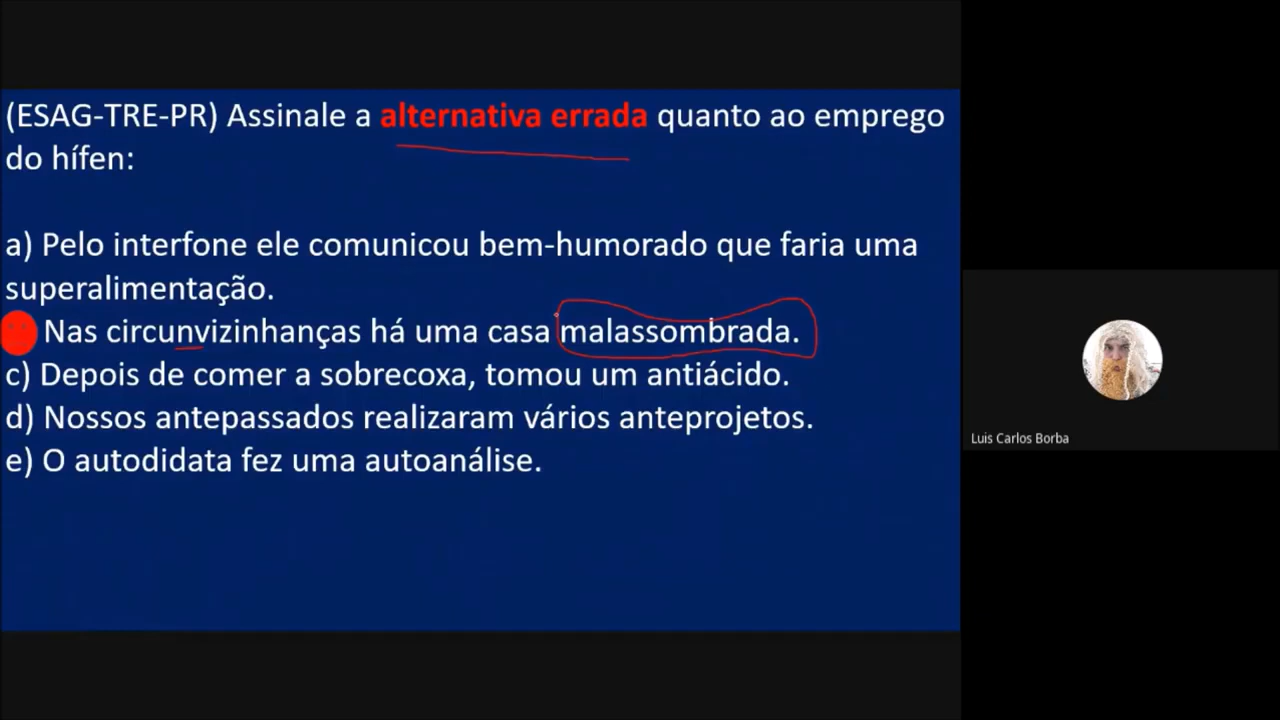 (ESAG-TRE-PR) Assinale a alternativa errada quanto ao emprego
do hífen:
a) Pelo interfone ele comunicou bem-humorado que faria uma
superalimentação.
Nas circunvizinhanças há uma casa malassombrada.
c) Depois de comer a sobrecoxa, tomou um antiácido.
d) Nossos antepassados realizaram vários anteprojetos.
e) O autodidata fez uma autoanálise.
Luis Carlos Borba